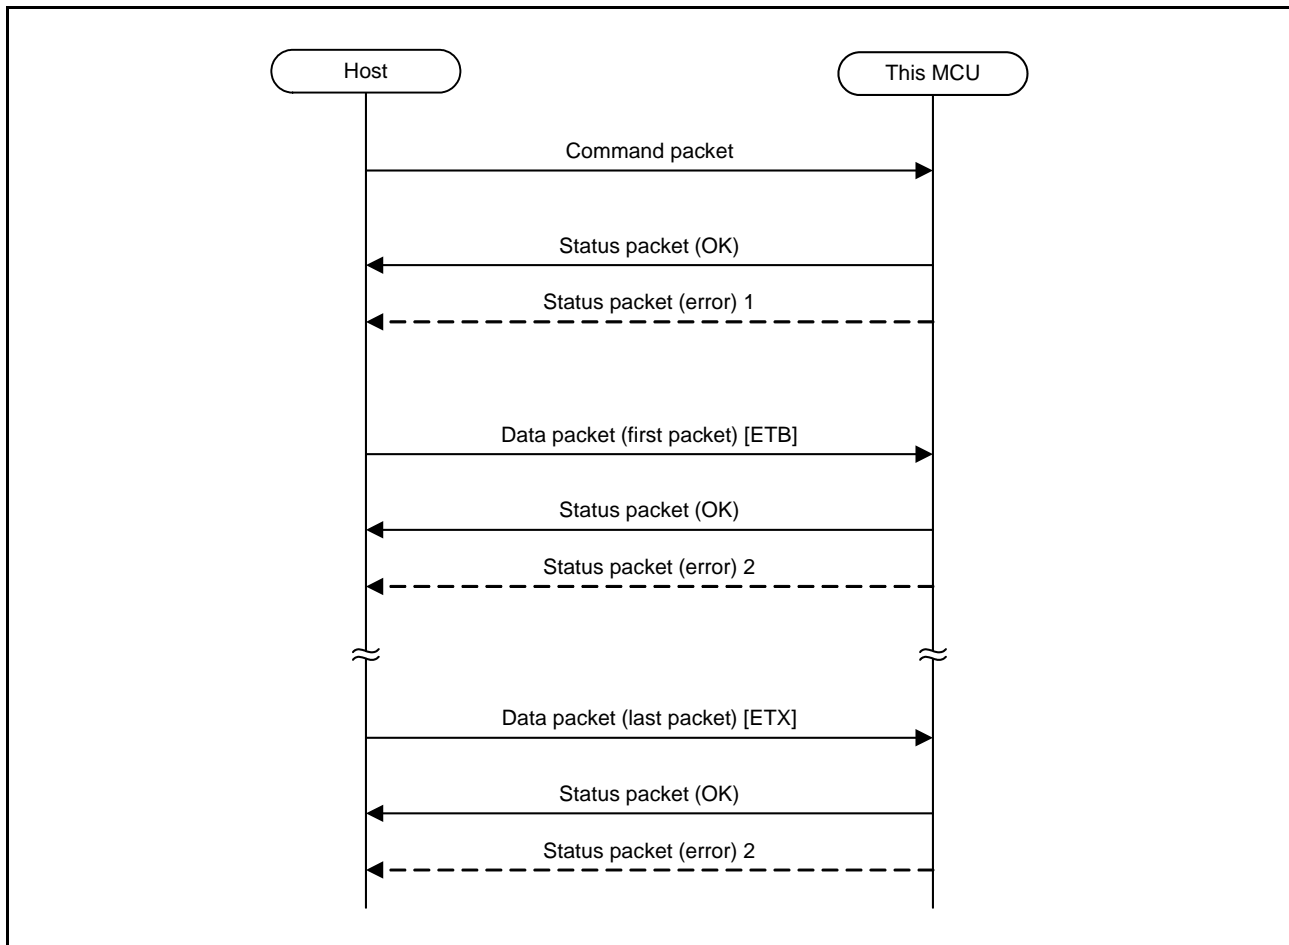 Host
This MCU
Command packet
Status packet (OK)
Status packet (error) 1
Data packet (first packet) [ETB]
Status packet (OK)
Status packet (error) 2
Data packet (last packet) [ETX]
Status packet (OK)
Status packet (error) 2